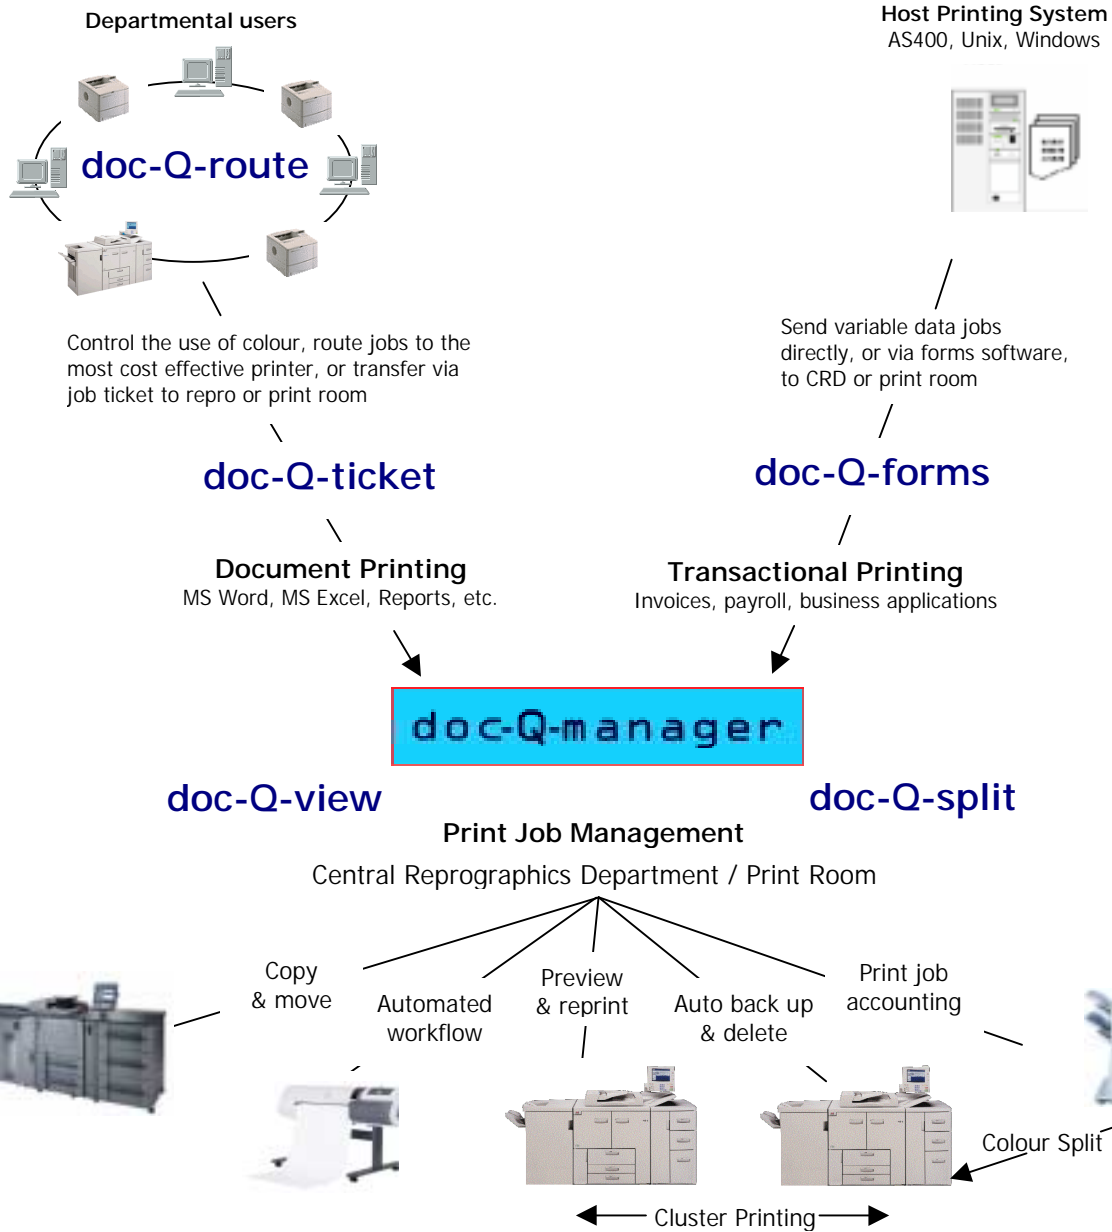 Departmental users
Host Printing System
AS400, Unix, Windows
doc-Q-route
Control the use of colour, route jobs to the
most cost effective printer, or transfer via
job ticket to repro or print room
Send variable data jobs
directly, or via forms software,
to CRD or print room
doc-Q-ticket
doc-Q-forms
Document Printing
MS Word, MS Excel, Reports, etc.
Transactional Printing
Invoices, payroll, business applications
doc-Q-manager
doc-Q-view
doc-Q-split
Print Job Management
Central Reprographics Department / Print Room
Copy
& move
Automated
workflow
Preview
& reprint
Auto back up
& delete
Print job
accounting
Colour Split
Cluster Printing